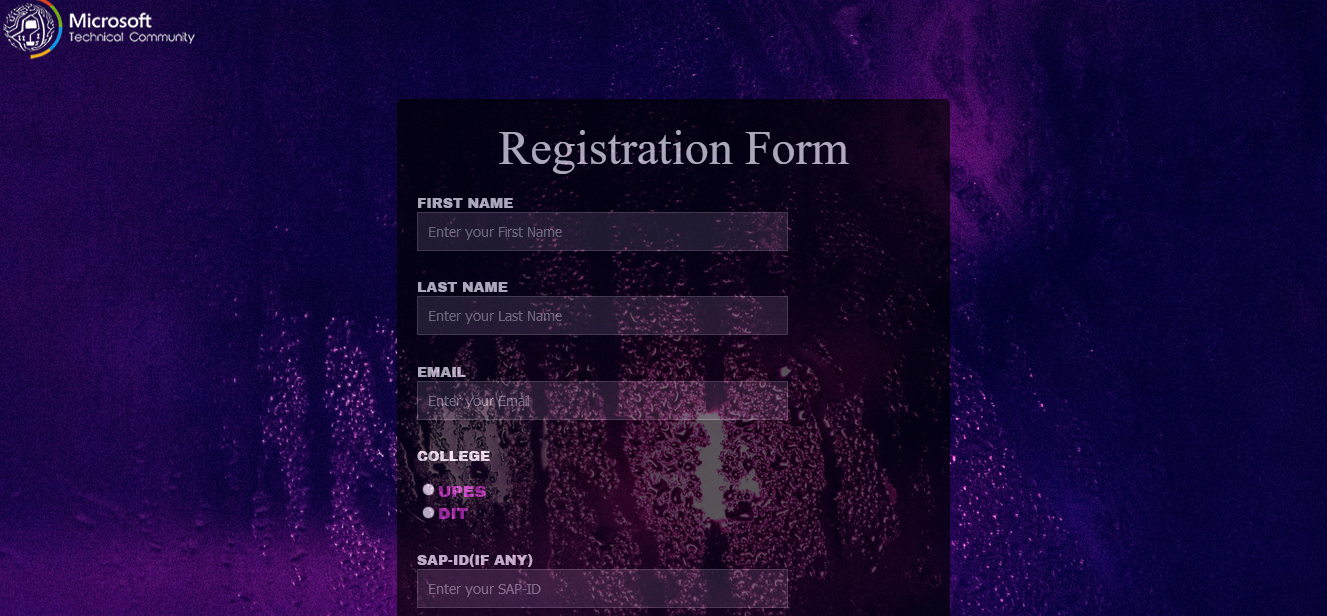 Microsoft
Technical Community
Registration Form
FIRST NAME
Enter your First Name
LAST NAME
Enter your Last Name
EMAIL
Enter your Email
COLLEGE
UPES
DIT
SAP-ID(IF ANY)
Enter your SAP-ID